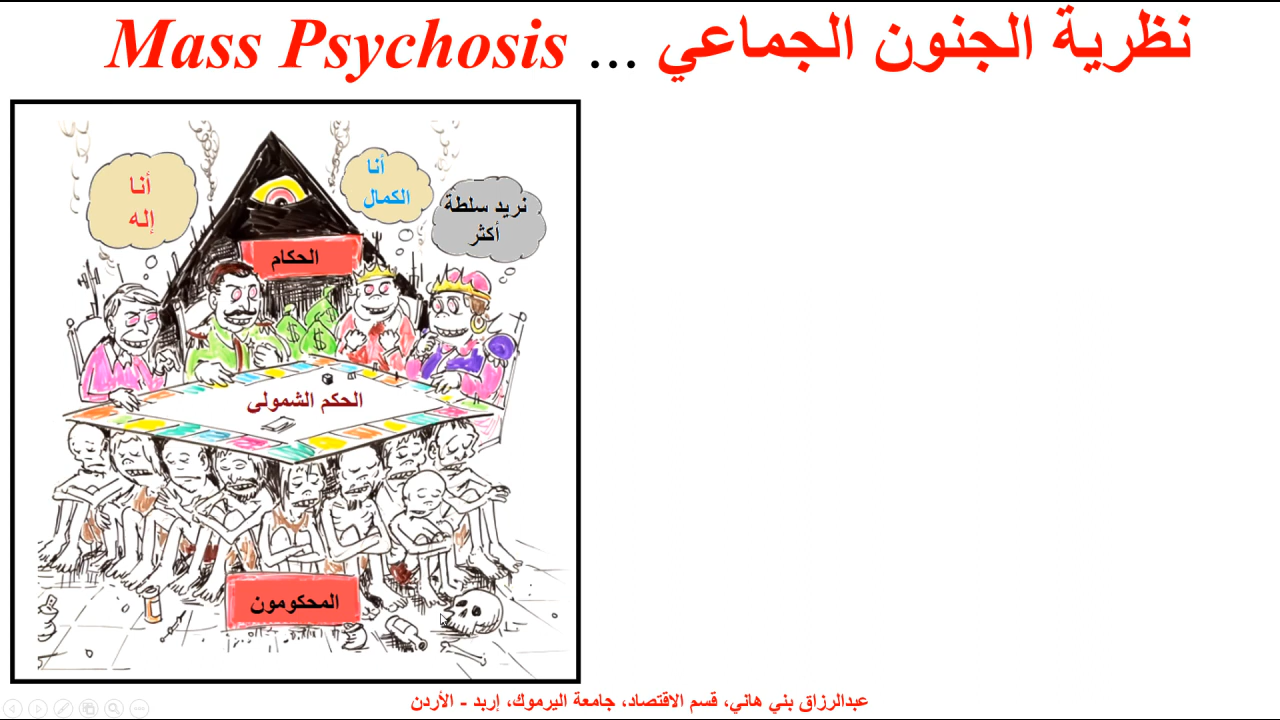 نظرية الجنون الجماعي ... Mass Psychosis
أنا
إله
أنا
الكمال
نريد سلطة
أكثر
الحكام
$
$
$
الحكم الشمولي
المحكومون
عبدالرزاق بني هاني، قسم الاقتصاد، جامعة اليرموك، إربد - الأردن